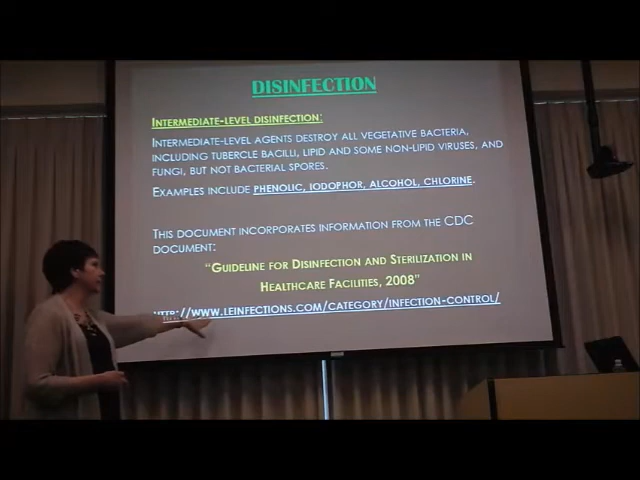 DISINFECTION
INTERMEDIATE-LEVEL DISINFECTION:
INTERMEDIATE-LEVEL AGENTS DESTROY ALL VEGETATIVE BACTERIA,
INCLUDING TUBERCLE BACILLI, LIPID AND SOME NON-LIPID VIRUSES, AND
FUNGI, BUT NOT BACTERIAL SPORES.
EXAMPLES INCLUDE PHENOLIC, IODOPHOR, ALCOHOL, CHLORINE.
THIS DOCUMENT INCORPORATES INFORMATION FROM THE CDC
DOCUMENT:
"GUIDELINE FOR DISINFECTION AND STERILIZATION IN
HEALTHCARE FACILITIES, 2008"
HTTP://WWW.LEINFECTIONS.COM/CATEGORY/INFECTION-CONTROL/